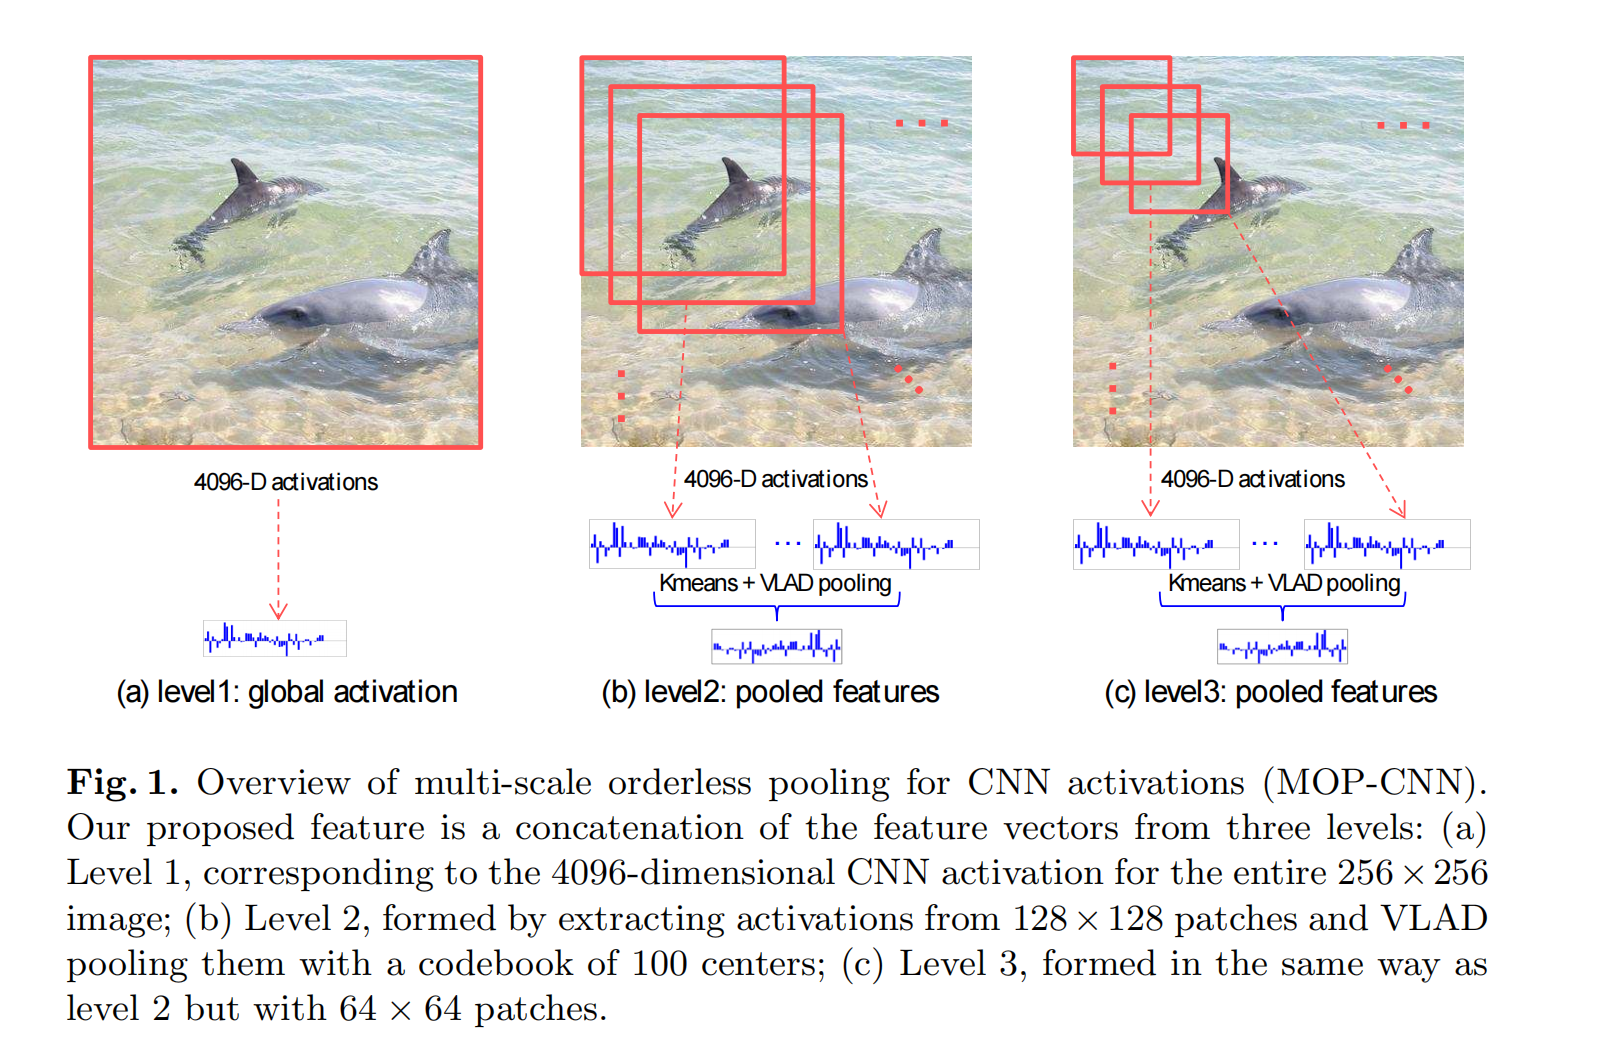 4096-D activations
4096-D activations
4096-D activations
Kmeans + VLAD pooling
Kmeans + VLAD pooling
(a) level1: global activation
(b) level2: pooled features
(c) level3: pooled features
Fig. 1. Overview of multi-scale orderless pooling for CNN activations (MOP-CNN).
Our proposed feature is a concatenation of the feature vectors from three levels: (a)
Level 1, corresponding to the 4096-dimensional CNN activation for the entire 256 × 256
image; (b) Level 2, formed by extracting activations from 128 × 128 patches and VLAD
pooling them with a codebook of 100 centers; (c) Level 3, formed in the same way as
level 2 but with 64 × 64 patches.